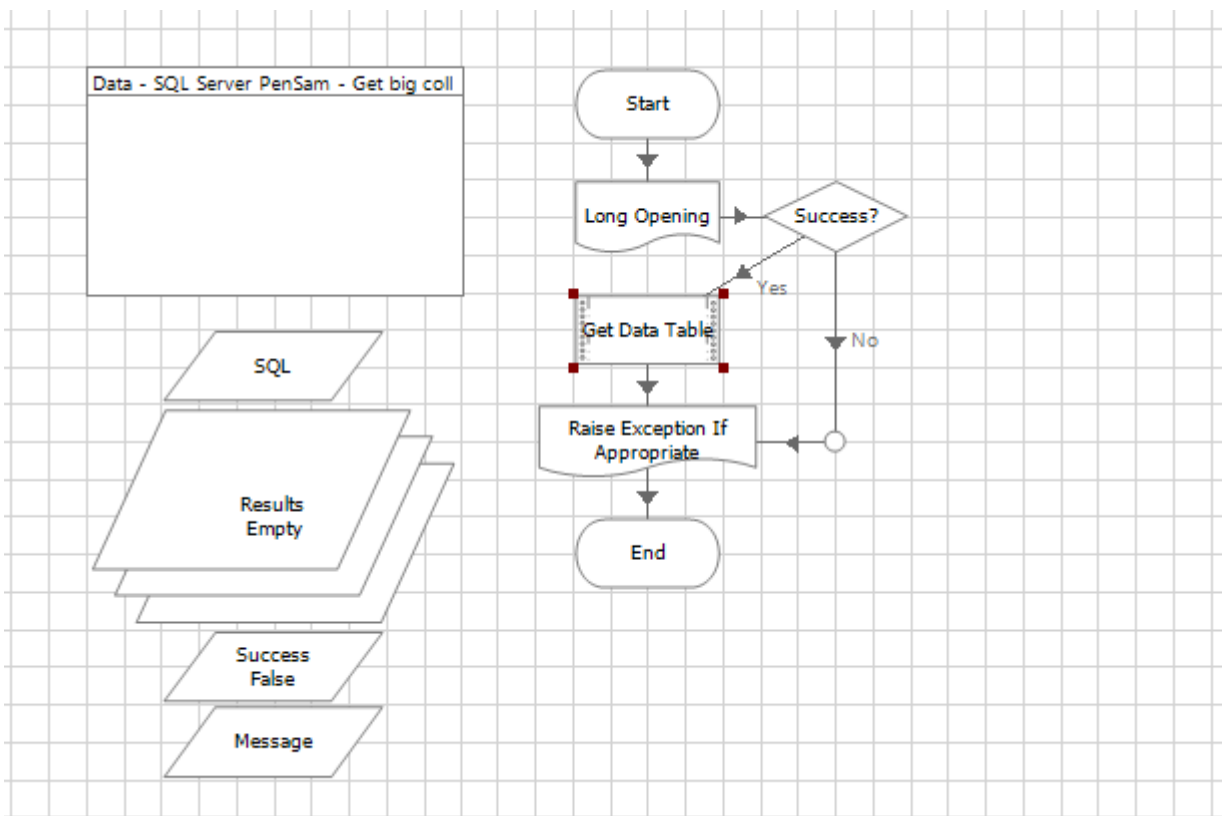 Data - SQL Server PenSam - Get big coll
Start
Long Opening
Success?
Yes
No
Get Data Table
Raise Exception If
Appropriate
End
SQL
Results
Empty
Success
False
Message